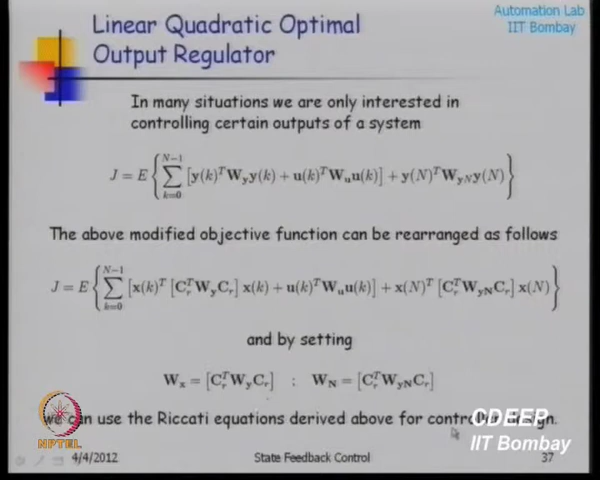 Automation Lab
IIT Bombay
Linear Quadratic Optimal
Output Regulator
In many situations we are only interested in
controlling certain outputs of a system
J = E { \sum_{k=0}^{N-1} [y(k)^T W_y y(k) + u(k)^T W_u u(k)] + y(N)^T W_{yN} y(N) }
The above modified objective function can be rearranged as follows
J = E { \sum_{k=0}^{N-1} [x(k)^T [C_r^T W_y C_r] x(k) + u(k)^T W_u u(k)] + x(N)^T [C_r^T W_{yN} C_r] x(N) }
and by setting
W_x = [C_r^T W_y C_r] ; W_N = [C_r^T W_{yN} C_r]
we can use the Riccati equations derived above for design.
NPTEL
CDEEP
IIT Bombay
4/4/2012
State Feedback Control
37